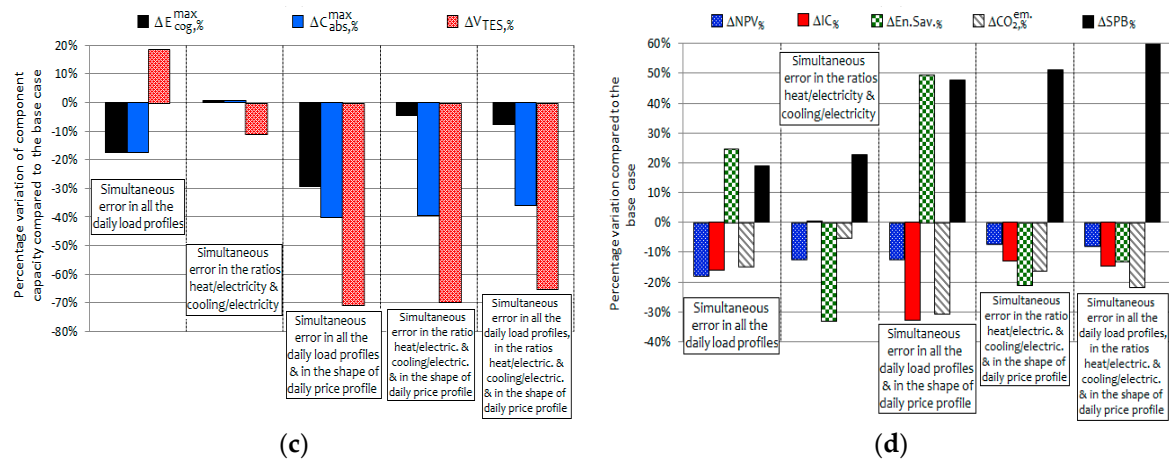 ΔE max cog,%
ΔC max abs,%
ΔV TES,%
Percentage variation of component
capacity compared to the base case
20%
10%
0%
-10%
-20%
-30%
-40%
-50%
-60%
-70%
-80%
Simultaneous
error in all the
daily load profiles
Simultaneous
error in the ratios
heat/electricity &
cooling/electricity
Simultaneous
error in all the
daily load profiles
& in the shape of
daily price profile
Simultaneous
error in the ratio
heat/electric. &
cooling/electric.
& in the shape of
daily price profile
Simultaneous
error in all the
daily load profiles,
in the ratios
heat/electric. &
cooling/electric.
& in the shape of
daily price profile
(c)
ΔNPV%
ΔIC%
ΔEn.Sav.%
ΔCO2,% em.
ΔSPB%
Percentage variation compared to the
base case
60%
50%
40%
30%
20%
10%
0%
-10%
-20%
-30%
-40%
Simultaneous
error in all the
daily load profiles
Simultaneous
error in the ratios
heat/electricity &
cooling/electricity
Simultaneous
error in all the
daily load profiles
& in the shape of
daily price profile
Simultaneous
error in the ratio
heat/electric. &
cooling/electric.
& in the shape of
daily price profile
Simultaneous
error in all the
daily load profiles,
in the ratios
heat/electric. &
cooling/electric.
& in the shape of
daily price profile
(d)